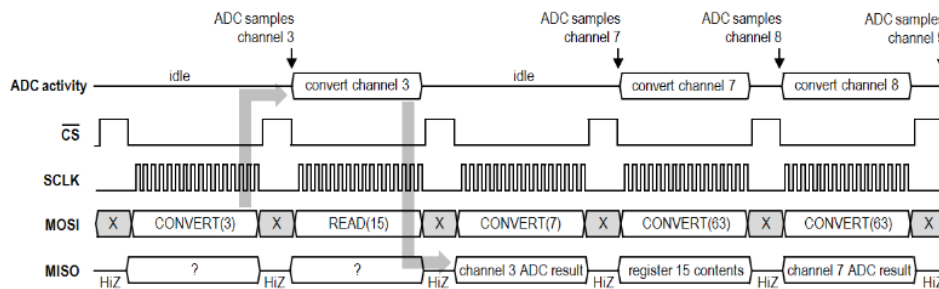 ADC samples
channel 3
ADC samples
channel 7
ADC samples
channel 8
ADC samples
channel
ADC activity
idle
convert channel 3
idle
convert channel 7
convert channel 8
CS
SCLK
MOSI
X
CONVERT(3)
X
READ(15)
X
CONVERT(7)
X
CONVERT(63)
X
CONVERT(63)
X
MISO
HiZ
?
HiZ
?
HiZ
channel 3 ADC result
HiZ
register 15 contents
HiZ
channel 7 ADC result
HiZ